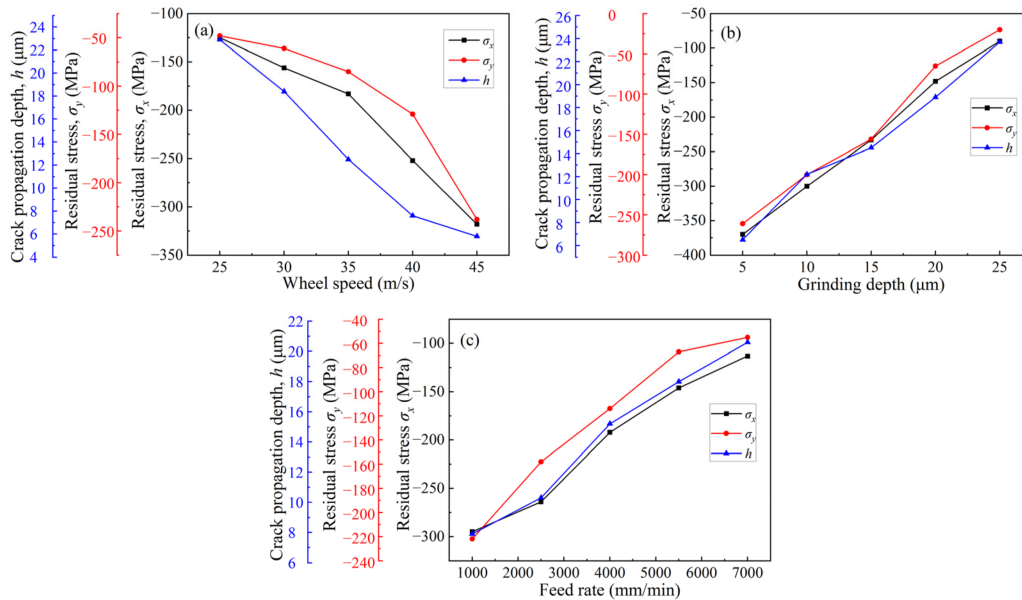 (a)
Crack propagation depth, h (μm)
24
22
20
18
16
14
12
10
8
6
4
Residual stress, σy (MPa)
−50
−100
−150
−200
−250
Residual stress, σx (MPa)
−100
−150
−200
−250
−300
−350
σx
σy
h
25 30 35 40 45
Wheel speed (m/s)
(b)
Crack propagation depth, h (μm)
26
24
22
20
18
16
14
12
10
8
6
Residual stress σy (MPa)
0
−50
−100
−150
−200
−250
−300
Residual stress σx (MPa)
−50
−100
−150
−200
−250
−300
−350
−400
σx
σy
h
5 10 15 20 25
Grinding depth (μm)
(c)
Crack propagation depth, h (μm)
22
20
18
16
14
12
10
8
6
Residual stress σy (MPa)
−40
−60
−80
−100
−120
−140
−160
−180
−200
−220
−240
Residual stress σx (MPa)
−100
−150
−200
−250
−300
σx
σy
h
1000 2000 3000 4000 5000 6000 7000
Feed rate (mm/min)